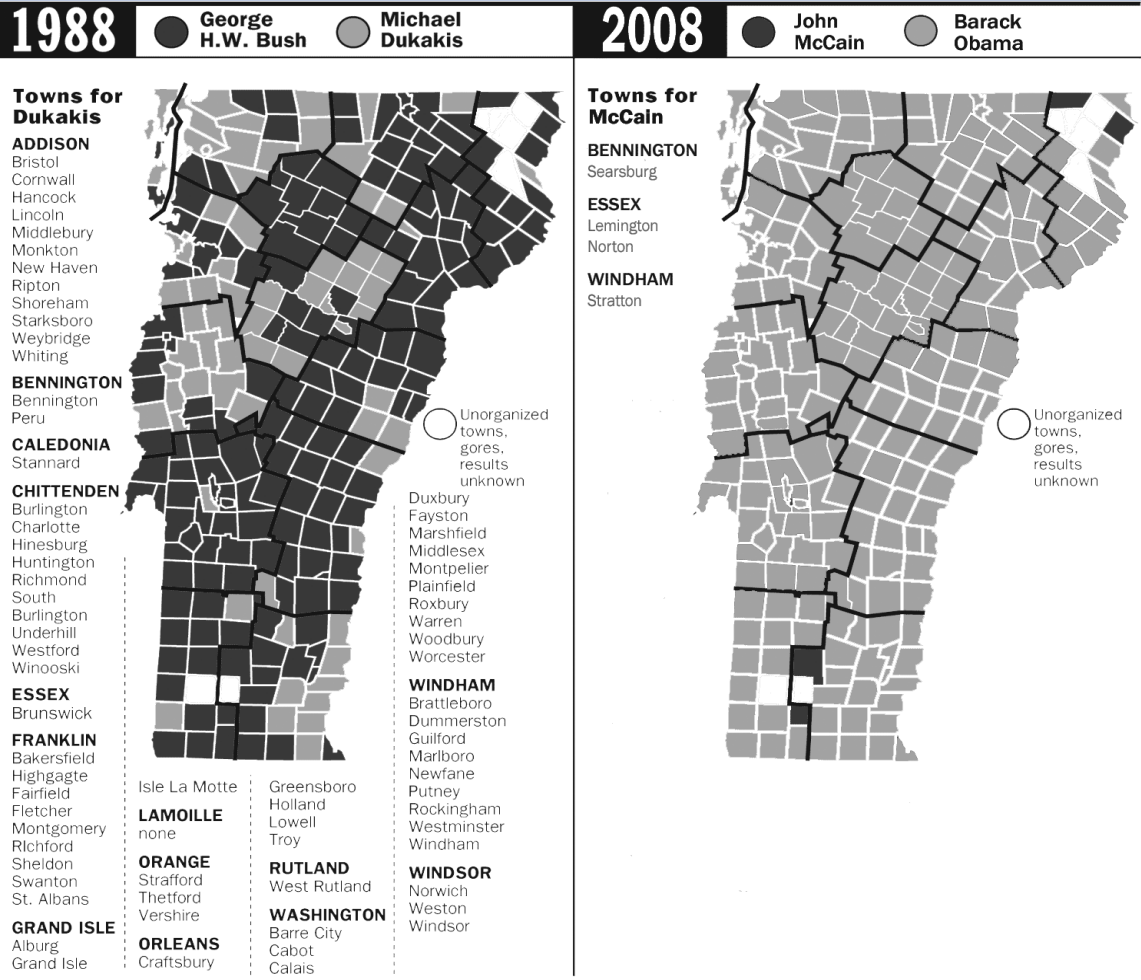 1988
George
H.W. Bush
Michael
Dukakis
Towns for
Dukakis
ADDISON
Bristol
Cornwall
Hancock
Lincoln
Middlebury
Monkton
New Haven
Ripton
Shoreham
Starksboro
Weybridge
Whiting
BENNINGTON
Bennington
Peru
CALEDONIA
Stannard
CHITTENDEN
Burlington
Charlotte
Hinesburg
Huntington
Richmond
South
Burlington
Underhill
Westford
Winooski
ESSEX
Brunswick
FRANKLIN
Bakersfield
Highgagte
Fairfield
Fletcher
Montgomery
RIchford
Sheldon
Swanton
St. Albans
GRAND ISLE
Alburg
Grand Isle
Isle La Motte
LAMOILLE
none
ORANGE
Strafford
Thetford
Vershire
ORLEANS
Craftsbury
Greensboro
Holland
Lowell
Troy
RUTLAND
West Rutland
WASHINGTON
Barre City
Cabot
Calais
Unorganized
towns,
gores,
results
unknown
Duxbury
Fayston
Marshfield
Middlesex
Montpelier
Plainfield
Roxbury
Warren
Woodbury
Worcester
WINDHAM
Brattleboro
Dummerston
Guilford
Marlboro
Newfane
Putney
Rockingham
Westminster
Windham
WINDSOR
Norwich
Weston
Windsor
2008
John
McCain
Barack
Obama
Towns for
McCain
BENNINGTON
Searsburg
ESSEX
Lemington
Norton
WINDHAM
Stratton
Unorganized
towns,
gores,
results
unknown